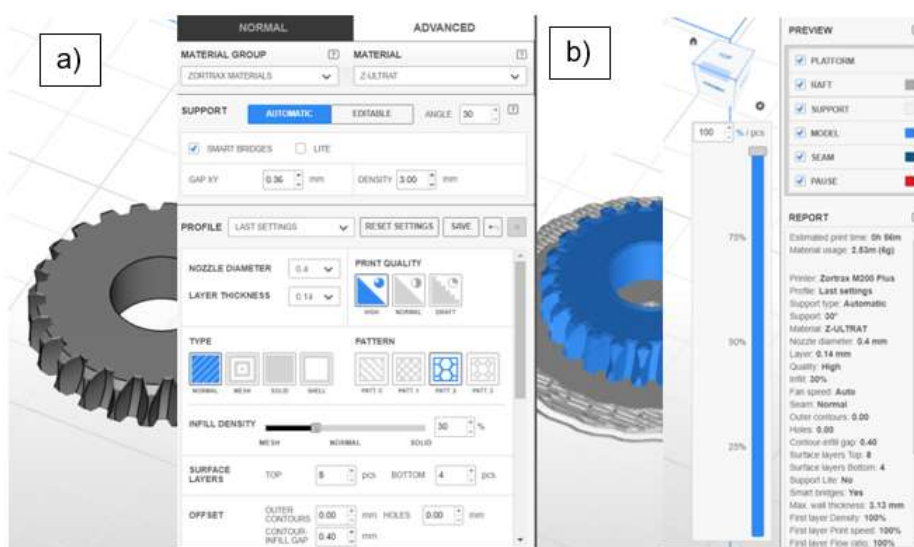 a)
NORMAL ADVANCED
MATERIAL GROUP ? MATERIAL ?
ZORTRAX MATERIALS Z-ULTRAT
SUPPORT AUTOMATIC EDITABLE ANGLE 30 ?
SMART BRIDGES LITE
GAP XY 0.36 mm DENSITY 3.00 mm
PROFILE LAST SETTINGS RESET SETTINGS SAVE
NOZZLE DIAMETER 0.4
LAYER THICKNESS 0.14
PRINT QUALITY
HIGH NORMAL DRAFT
TYPE
NORMAL MESH SOLID SHELL
PATTERN
PATT 0 PATT 1 PATT 2 PATT 3
INFILL DENSITY 30 %
MESH NORMAL SOLID
SURFACE LAYERS TOP pcs BOTTOM 4 pcs
OFFSET OUTER CONTOURS 0.00 mm HOLES 0.00 mm
CONTOUR-INFILL GAP 0.40 mm
b)
100 % / pcs
75%
50%
25%
PREVIEW
PLATFORM
RAFT
SUPPORT
MODEL
SEAM
PAUSE
REPORT
Estimated print time: 0h 56m
Material usage: 2.63m (6g)
Printer: Zortrax M200 Plus
Profile: Last settings
Support type: Automatic
Support: 30°
Material: Z-ULTRAT
Nozzle diameter: 0.4 mm
Layer: 0.14 mm
Quality: High
Infill: 30%
Fan speed: Auto
Seam: Normal
Outer contours: 0.00
Holes: 0.00
Contour-infill gap: 0.40
Surface layers Top: 8
Surface layers Bottom: 4
Support Lite: No
Smart bridges: Yes
Max. wall thickness: 3.13 mm
First layer Density: 100%
First layer Print speed: 100%
First layer Flow ratio: 100%